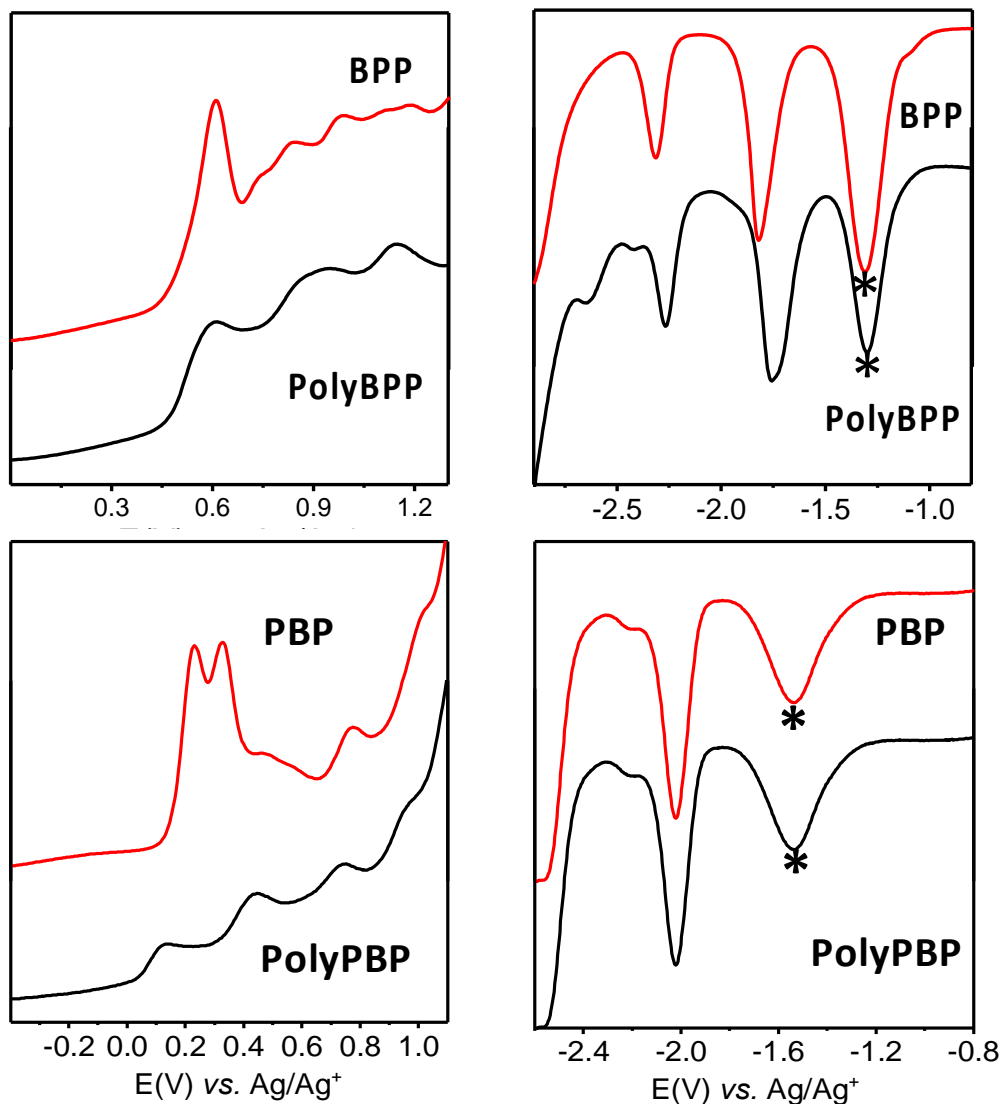 BPP
PolyBPP
0.3 0.6 0.9 1.2
BPP
*
*
PolyBPP
-2.5 -2.0 -1.5 -1.0
PBP
PolyPBP
-0.2 0.0 0.2 0.4 0.6 0.8 1.0
E(V) vs. Ag/Ag⁺
PBP
*
*
PolyPBP
-2.4 -2.0 -1.6 -1.2 -0.8
E(V) vs. Ag/Ag⁺